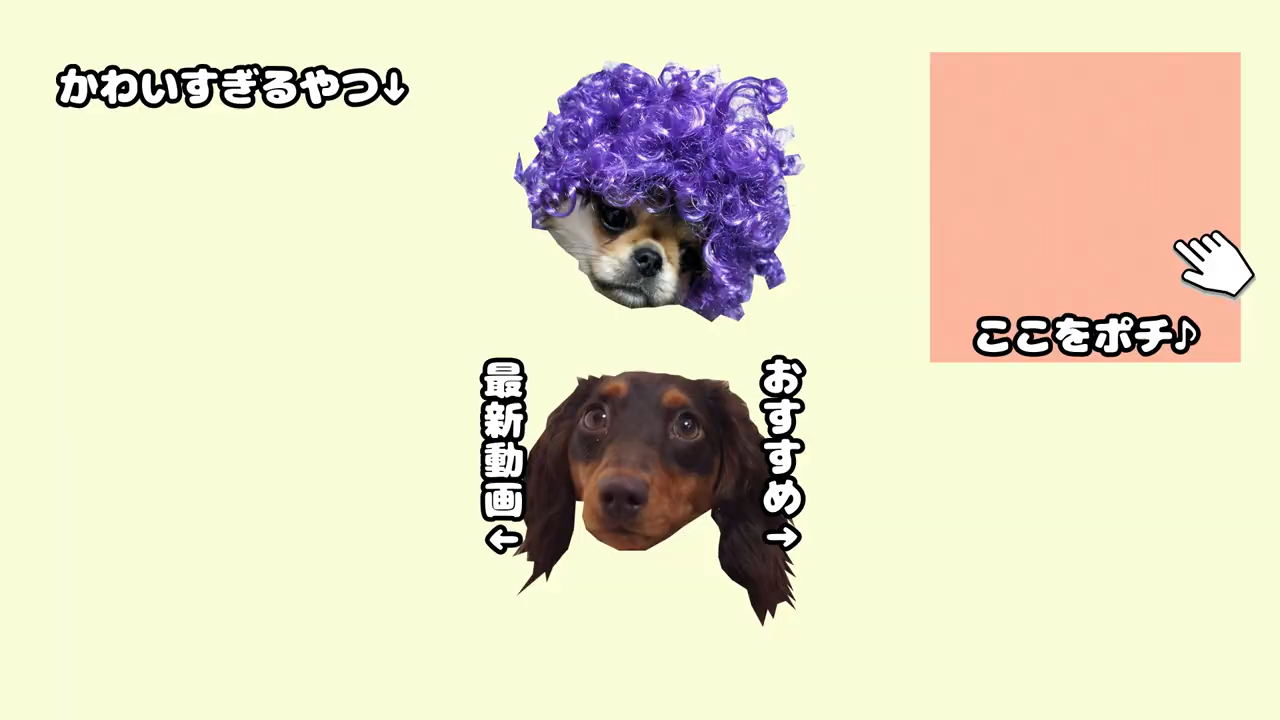 かわいすぎるやつ↓
ここをポチ♪
最新動画←
おすすめ→